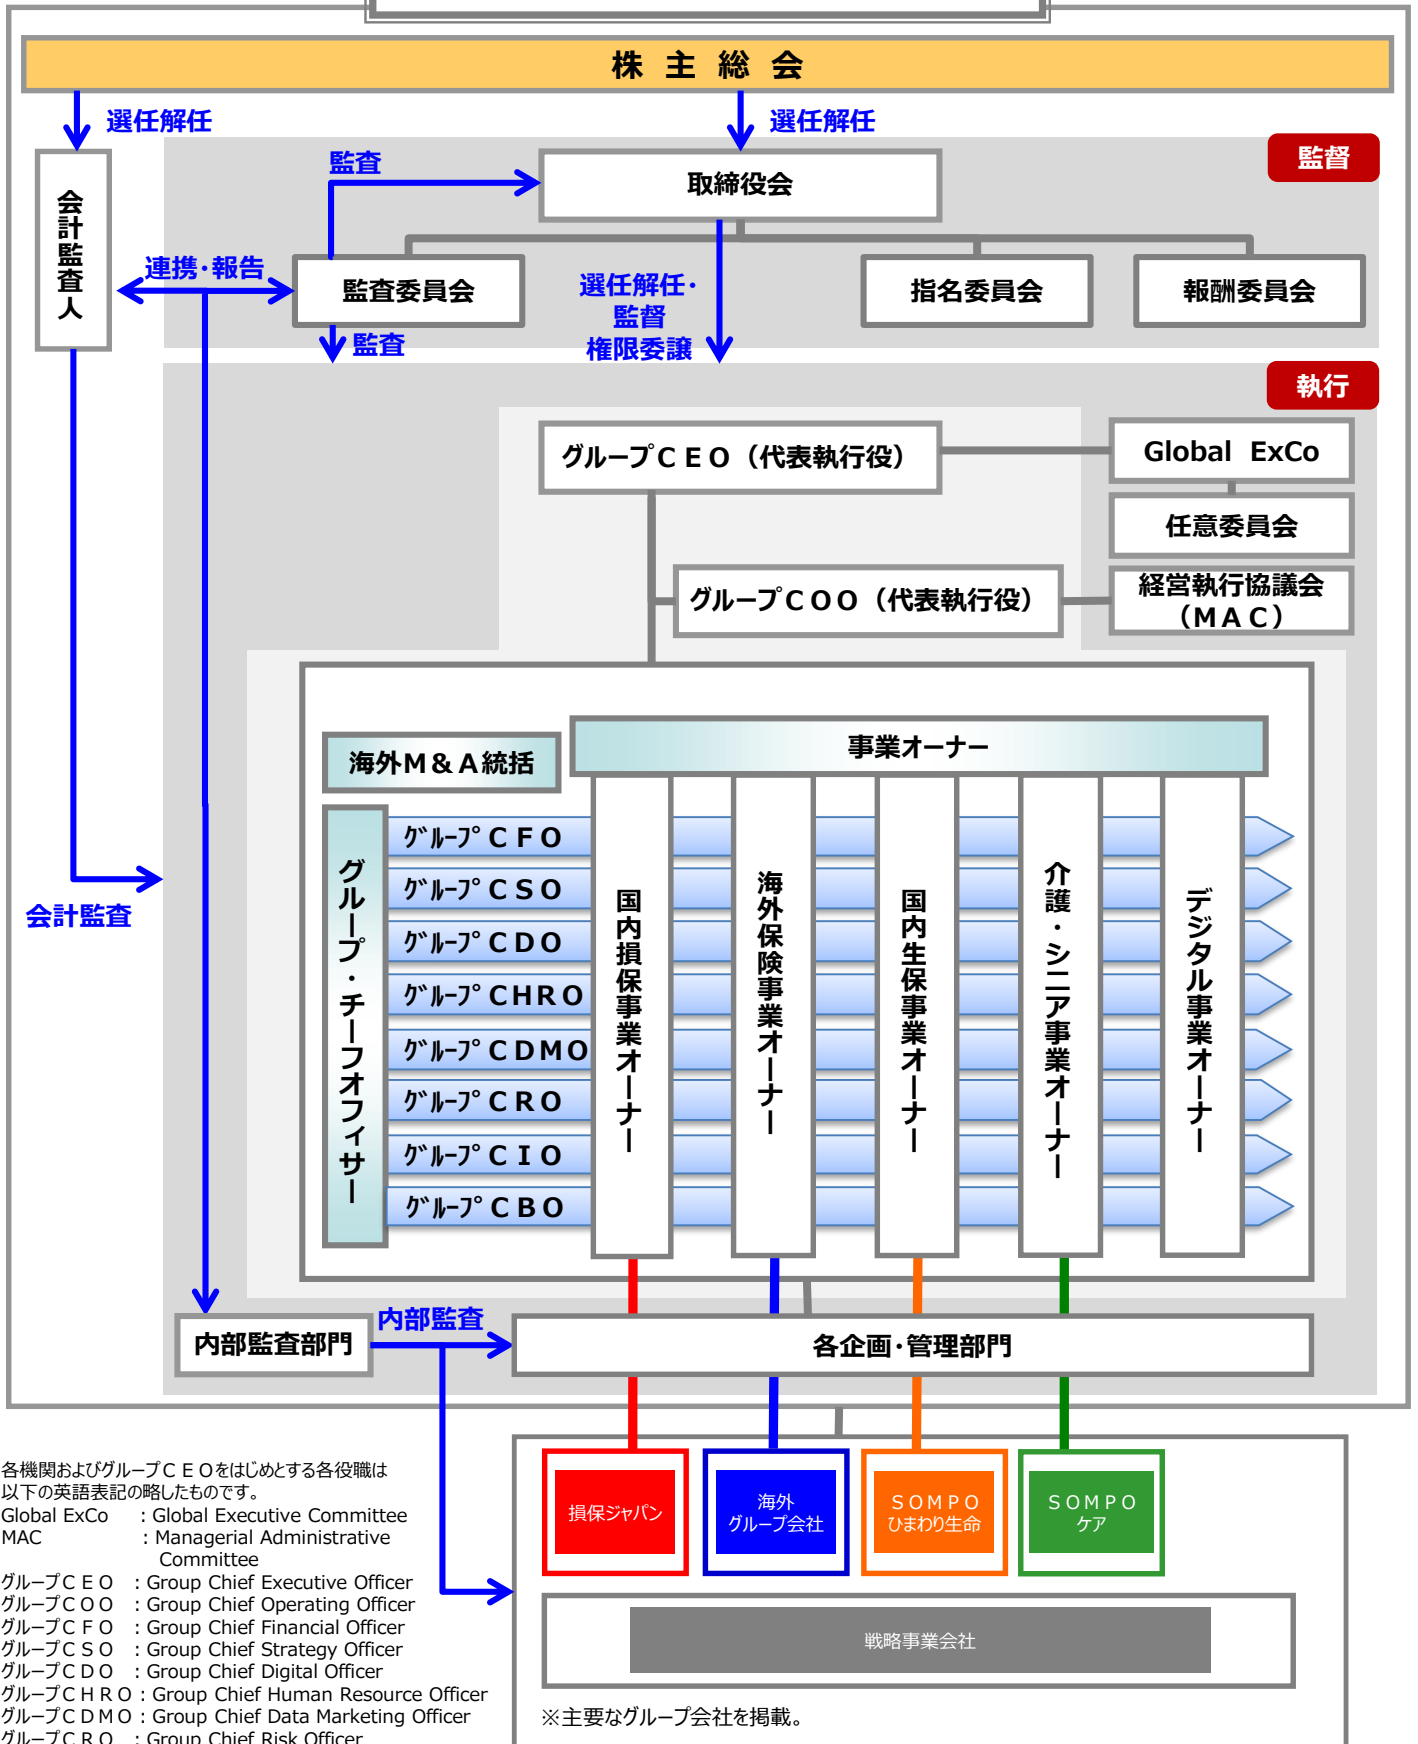 株 主 総 会
選任解任
選任解任
監督
監査
取締役会
会計監査人
連携・報告
監査委員会
選任解任・
監督
権限委譲
指名委員会
報酬委員会
監査
執行
グループＣＥＯ（代表執行役）
Global ExCo
任意委員会
グループＣＯＯ（代表執行役）
経営執行協議会
（ＭＡＣ）
事業オーナー
海外Ｍ＆Ａ統括
グループ・チーフオフィサー
ｸﾞﾙｰﾌﾟＣＦＯ
ｸﾞﾙｰﾌﾟＣＳＯ
ｸﾞﾙｰﾌﾟＣＤＯ
ｸﾞﾙｰﾌﾟＣＨＲＯ
ｸﾞﾙｰﾌﾟＣＤＭＯ
ｸﾞﾙｰﾌﾟＣＲＯ
ｸﾞﾙｰﾌﾟＣＩＯ
ｸﾞﾙｰﾌﾟＣＢＯ
国内損保事業オーナー
海外保険事業オーナー
国内生保事業オーナー
介護・シニア事業オーナー
デジタル事業オーナー
会計監査
内部監査部門
内部監査
各企画・管理部門
損保ジャパン
海外
グループ会社
ＳＯＭＰＯ
ひまわり生命
ＳＯＭＰＯ
ケア
戦略事業会社
※主要なグループ会社を掲載。
各機関およびグループＣＥＯをはじめとする各役職は
以下の英語表記の略したものです。
Global ExCo : Global Executive Committee
MAC : Managerial Administrative
Committee
グループＣＥＯ : Group Chief Executive Officer
グループＣＯＯ : Group Chief Operating Officer
グループＣＦＯ : Group Chief Financial Officer
グループＣＳＯ : Group Chief Strategy Officer
グループＣＤＯ : Group Chief Digital Officer
グループＣＨＲＯ : Group Chief Human Resource Officer
グループＣＤＭＯ : Group Chief Data Marketing Officer
グループＣＲＯ : Group Chief Risk Officer